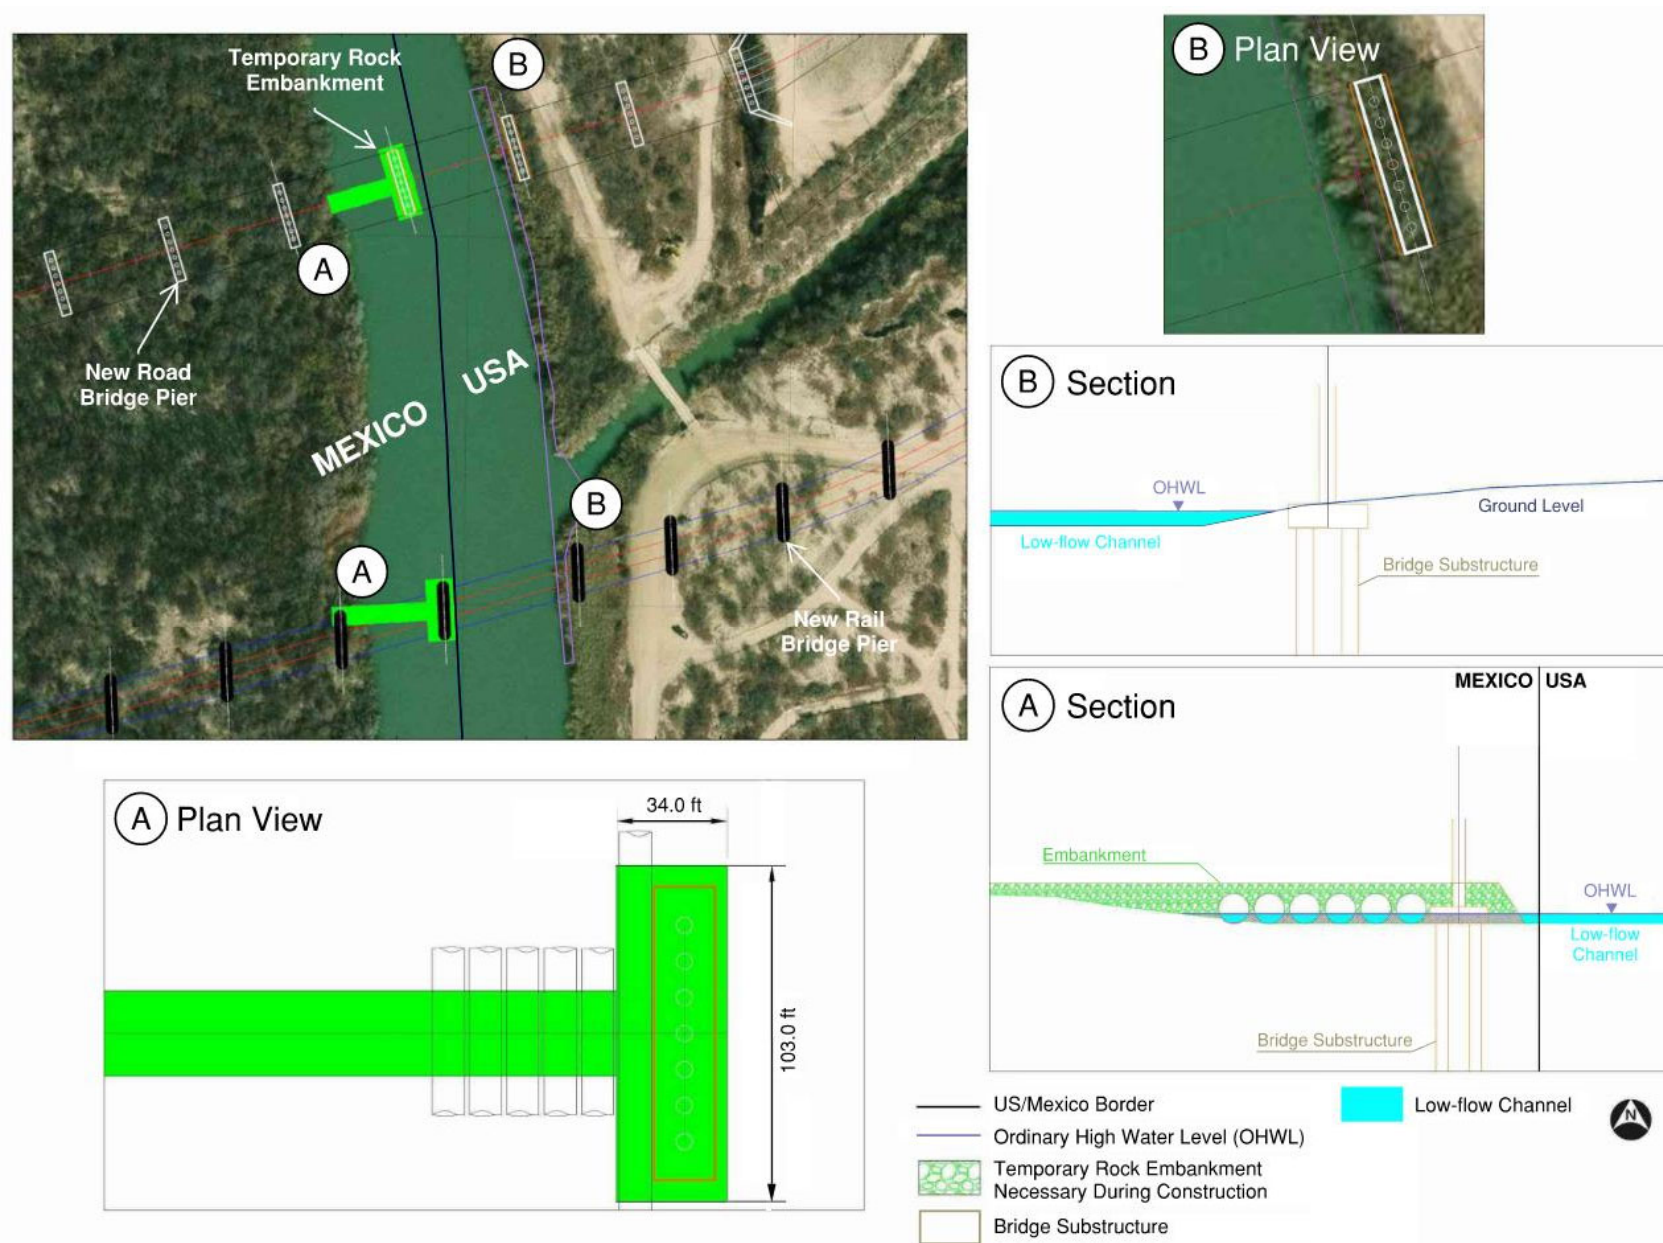 Temporary Rock
Embankment
B
A
New Road
Bridge Pier
MEXICO
USA
B
A
New Rail
Bridge Pier
B Plan View
B Section
OHWL
Ground Level
Low-flow Channel
Bridge Substructure
A Section
MEXICO USA
Embankment
OHWL
Low-flow
Channel
Bridge Substructure
A Plan View
34.0 ft
103.0 ft
US/Mexico Border
Ordinary High Water Level (OHWL)
Temporary Rock Embankment
Necessary During Construction
Bridge Substructure
Low-flow Channel
N